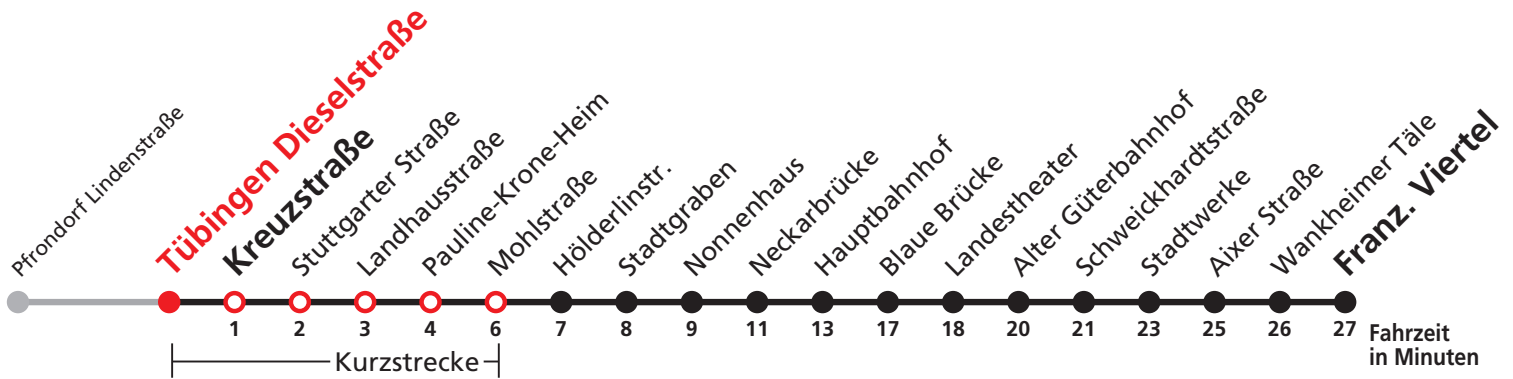 Pfrondorf Lindenstraße
Tübingen Dieselstraße
Kreuzstraße
Stuttgarter Straße
Landhausstraße
Pauline-Krone-Heim
Mohlstraße
Hölderlinstr.
Stadtgraben
Nonnenhaus
Neckarbrücke
Hauptbahnhof
Blaue Brücke
Landestheater
Alter Güterbahnhof
Schweickhardtstraße
Stadtwerke
Aixer Straße
Wankheimer Täle
Franz. Viertel
1 2 3 4 6 7 8 9 11 13 17 18 20 21 23 25 26 27
Fahrzeit
in Minuten
Kurzstrecke